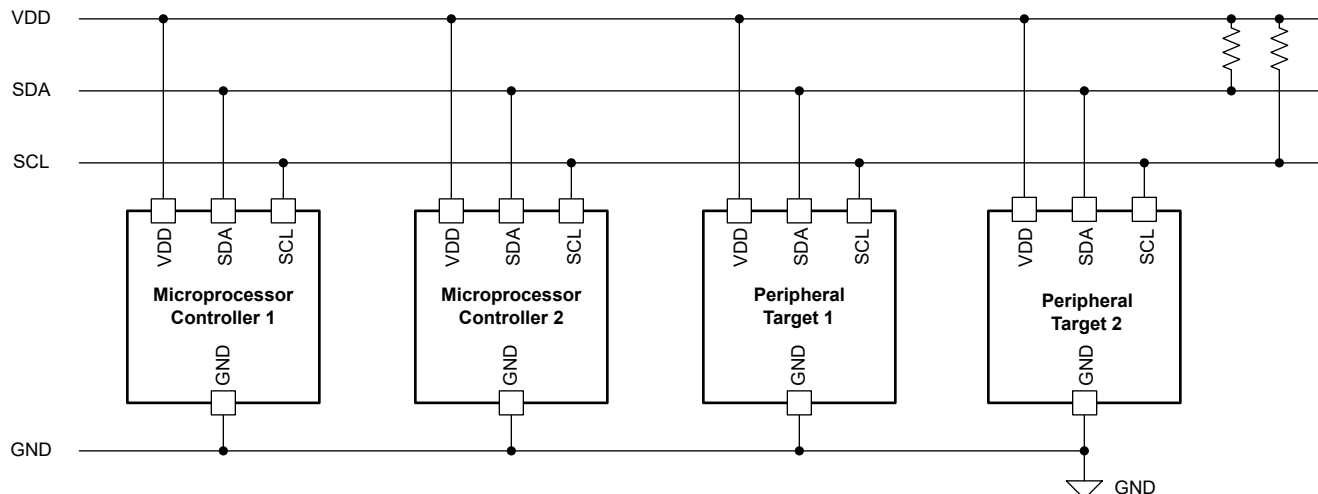 VDD
SDA
SCL
VDD
SDA
SCL
Microprocessor
Controller 1
GND
VDD
SDA
SCL
Microprocessor
Controller 2
GND
VDD
SDA
SCL
Peripheral
Target 1
GND
VDD
SDA
SCL
Peripheral
Target 2
GND
GND
GND